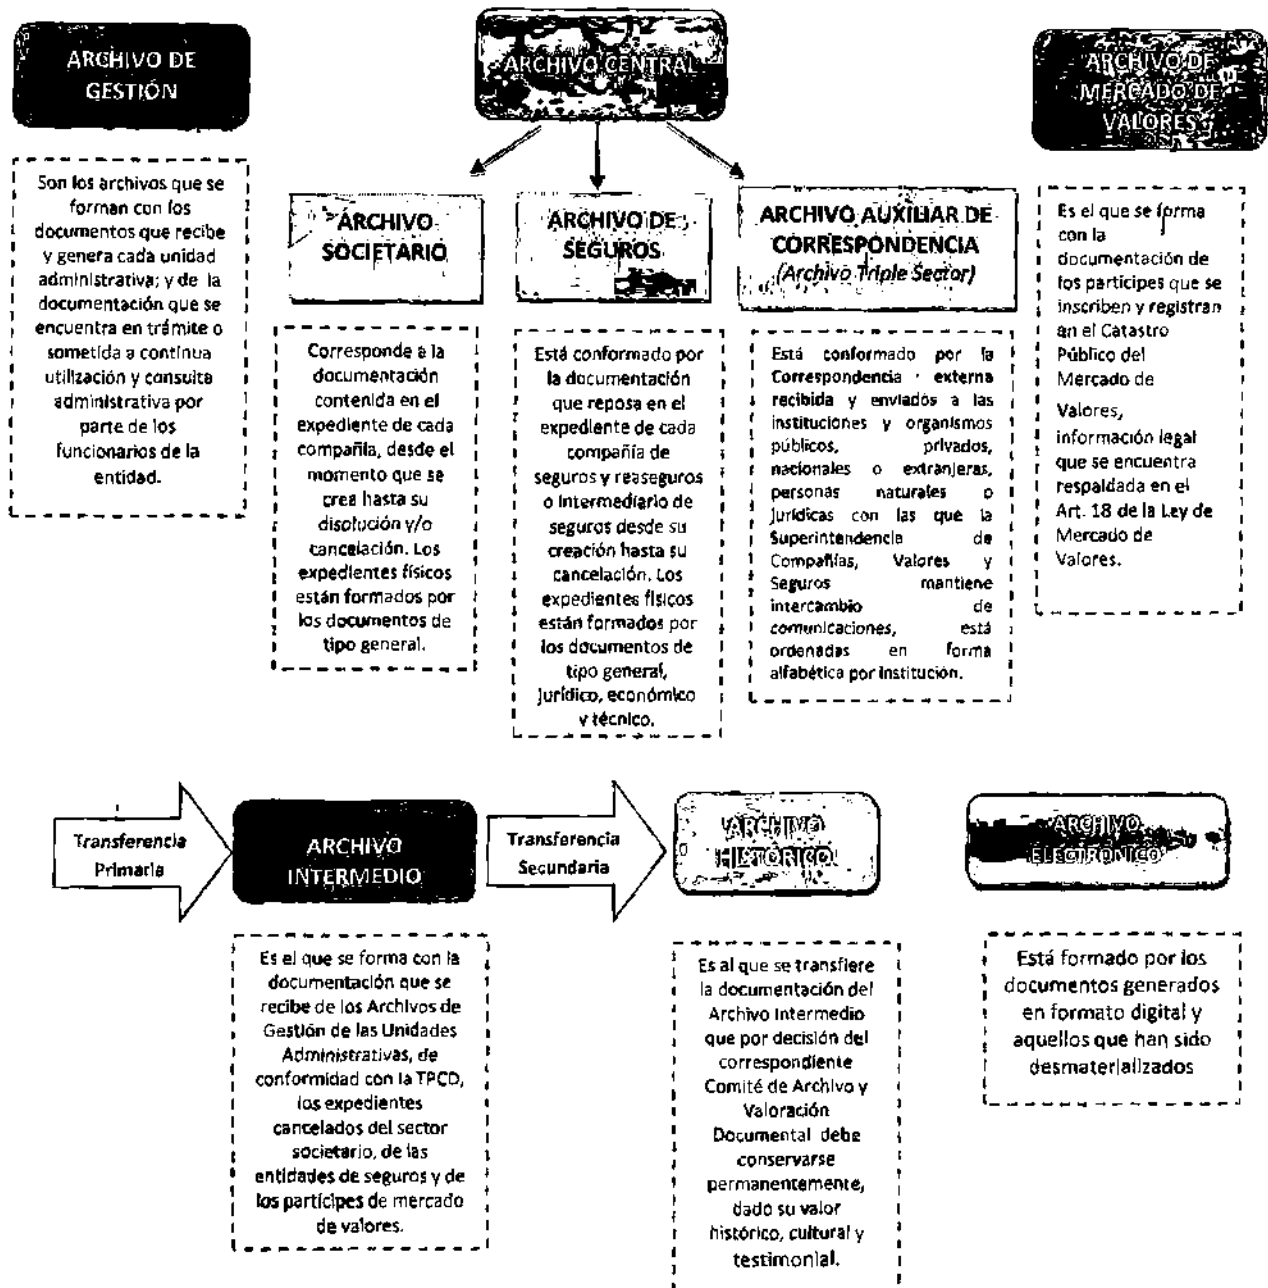 ARCHIVO DE
GESTIÓN
Son los archivos que se
forman con los
documentos que recibe
y genera cada unidad
administrativa; y de la
documentación que se
encuentra en trámite o
sometida a continua
utilización y consulta
administrativa por
parte de los
funcionarios de la
entidad.
ARCHIVO CENTRAL
ARCHIVO
SOCIETARIO
Corresponde a la
documentación
contenida en el
expediente de cada
compañía, desde el
momento que se
crea hasta su
disolución y/o
cancelación. Los
expedientes físicos
están formados por
los documentos de
tipo general.
ARCHIVO DE
SEGUROS
Está conformado por
la documentación
que reposa en el
expediente de cada
compañía de
seguros y reaseguros
o intermediario de
seguros desde su
creación hasta su
cancelación. Los
expedientes físicos
están formados por
los documentos de
tipo general,
jurídico, económico
y técnico.
ARCHIVO AUXILIAR DE
CORRESPONDENCIA
(Archivo Triple Sector)
Está conformado por la
Correspondencia externa
recibida y enviados a las
instituciones y organismos
públicos, privados,
nacionales o extranjeras,
personas naturales o
Jurídicas con las que la
Superintendencia de
Compañías, Valores y
Seguros mantiene
intercambio de
comunicaciones, está
ordenadas en forma
alfabética por Institución.
ARCHIVO DE
MERCADO DE
VALORES
Es el que se forma
con la
documentación de
los partícipes que se
inscriben y registran
en el Catastro
Público del
Mercado de
Valores,
información legal
que se encuentra
respaldada en el
Art. 18 de la Ley de
Mercado de
Valores.
Transferencia
Primaria
ARCHIVO
INTERMEDIO
Es el que se forma con la
documentación que se
recibe de los Archivos de
Gestión de las Unidades
Administrativas, de
conformidad con la TPCD,
los expedientes
cancelados del sector
societario, de las
entidades de seguros y de
los partícipes de mercado
de valores.
Transferencia
Secundaria
ARCHIVO
HISTÓRICO
Es al que se transfiere
la documentación del
Archivo Intermedio
que por decisión del
correspondiente
Comité de Archivo y
Valoración
Documental debe
conservarse
permanentemente,
dado su valor
histórico, cultural y
testimonial.
ARCHIVO
ELECTRONICO
Está formado por los
documentos generados
en formato digital y
aquellos que han sido
desmaterializados